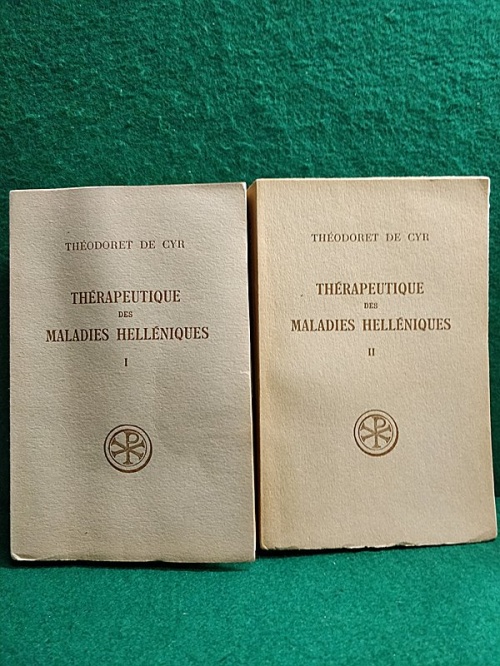 THÉODORET DE CYR
THÉRAPEUTIQUE
DES
MALADIES HELLÉNIQUES
I
THÉODORET DE CYR
THÉRAPEUTIQUE
DES
MALADIES HELLÉNIQUES
II